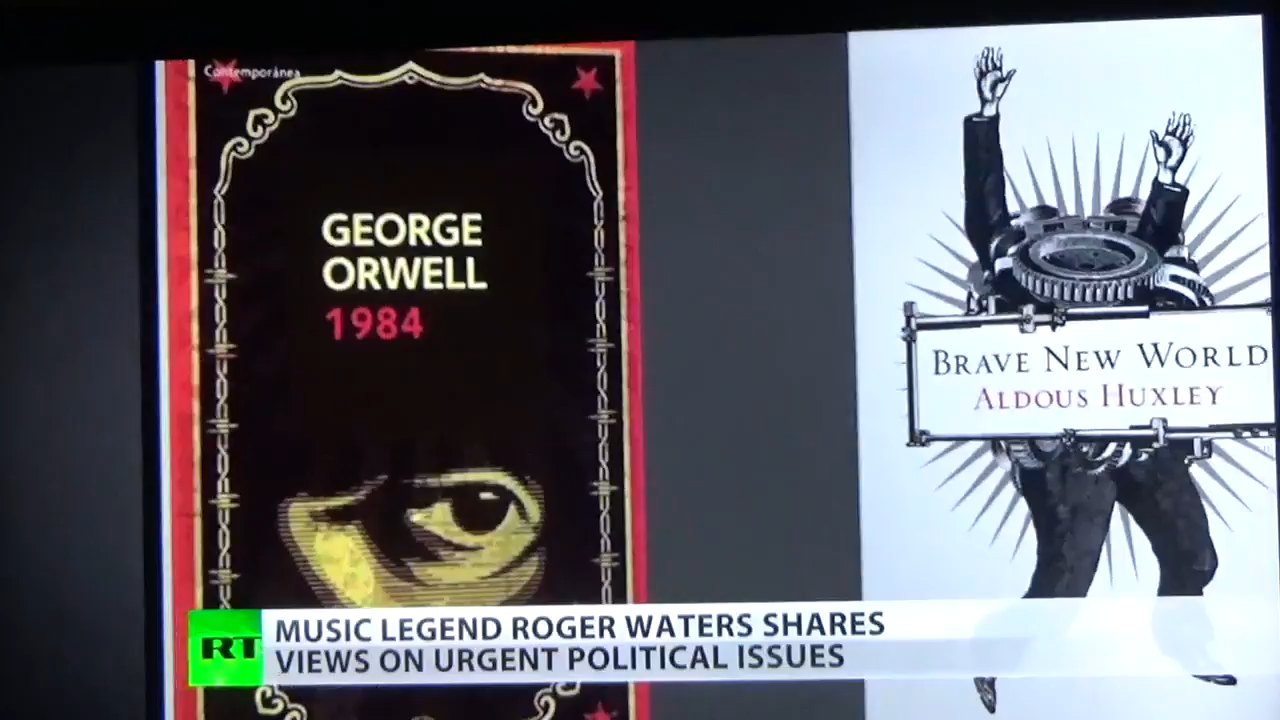 Contemporánea
GEORGE
ORWELL
1984
BRAVE NEW WORLD
ALDOUS HUXLEY
RT
MUSIC LEGEND ROGER WATERS SHARES
VIEWS ON URGENT POLITICAL ISSUES